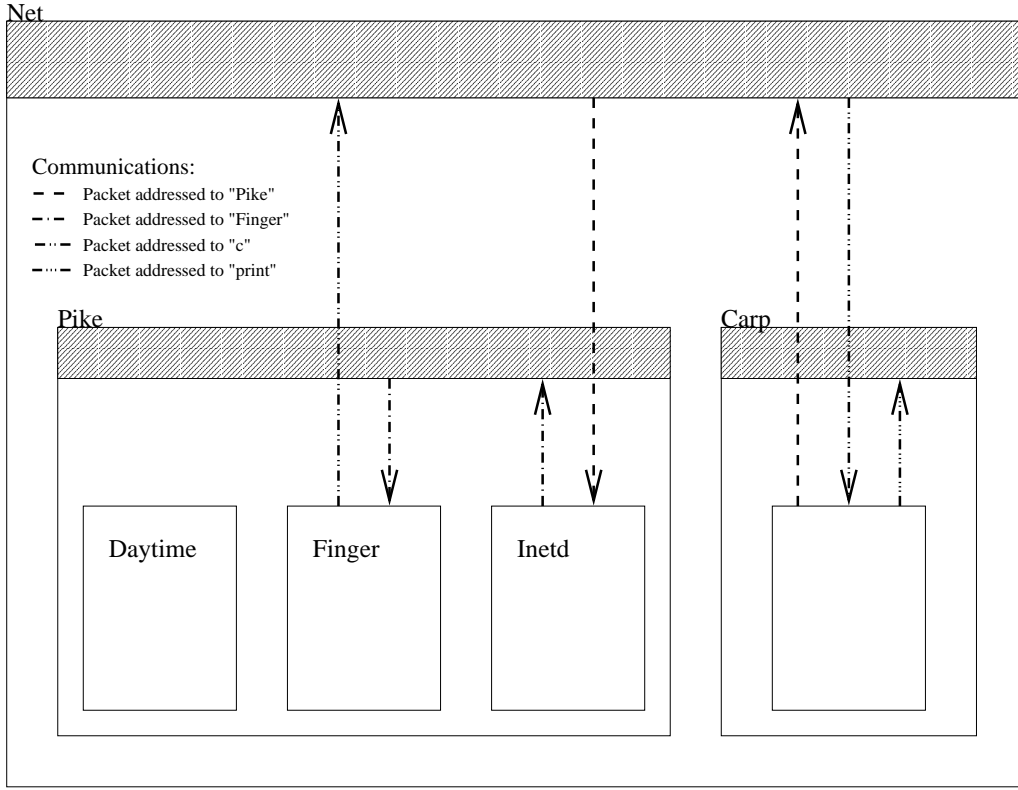 Net
Communications:
Packet addressed to "Pike"
Packet addressed to "Finger"
Packet addressed to "c"
Packet addressed to "print"
Pike
Carp
Daytime
Finger
Inetd